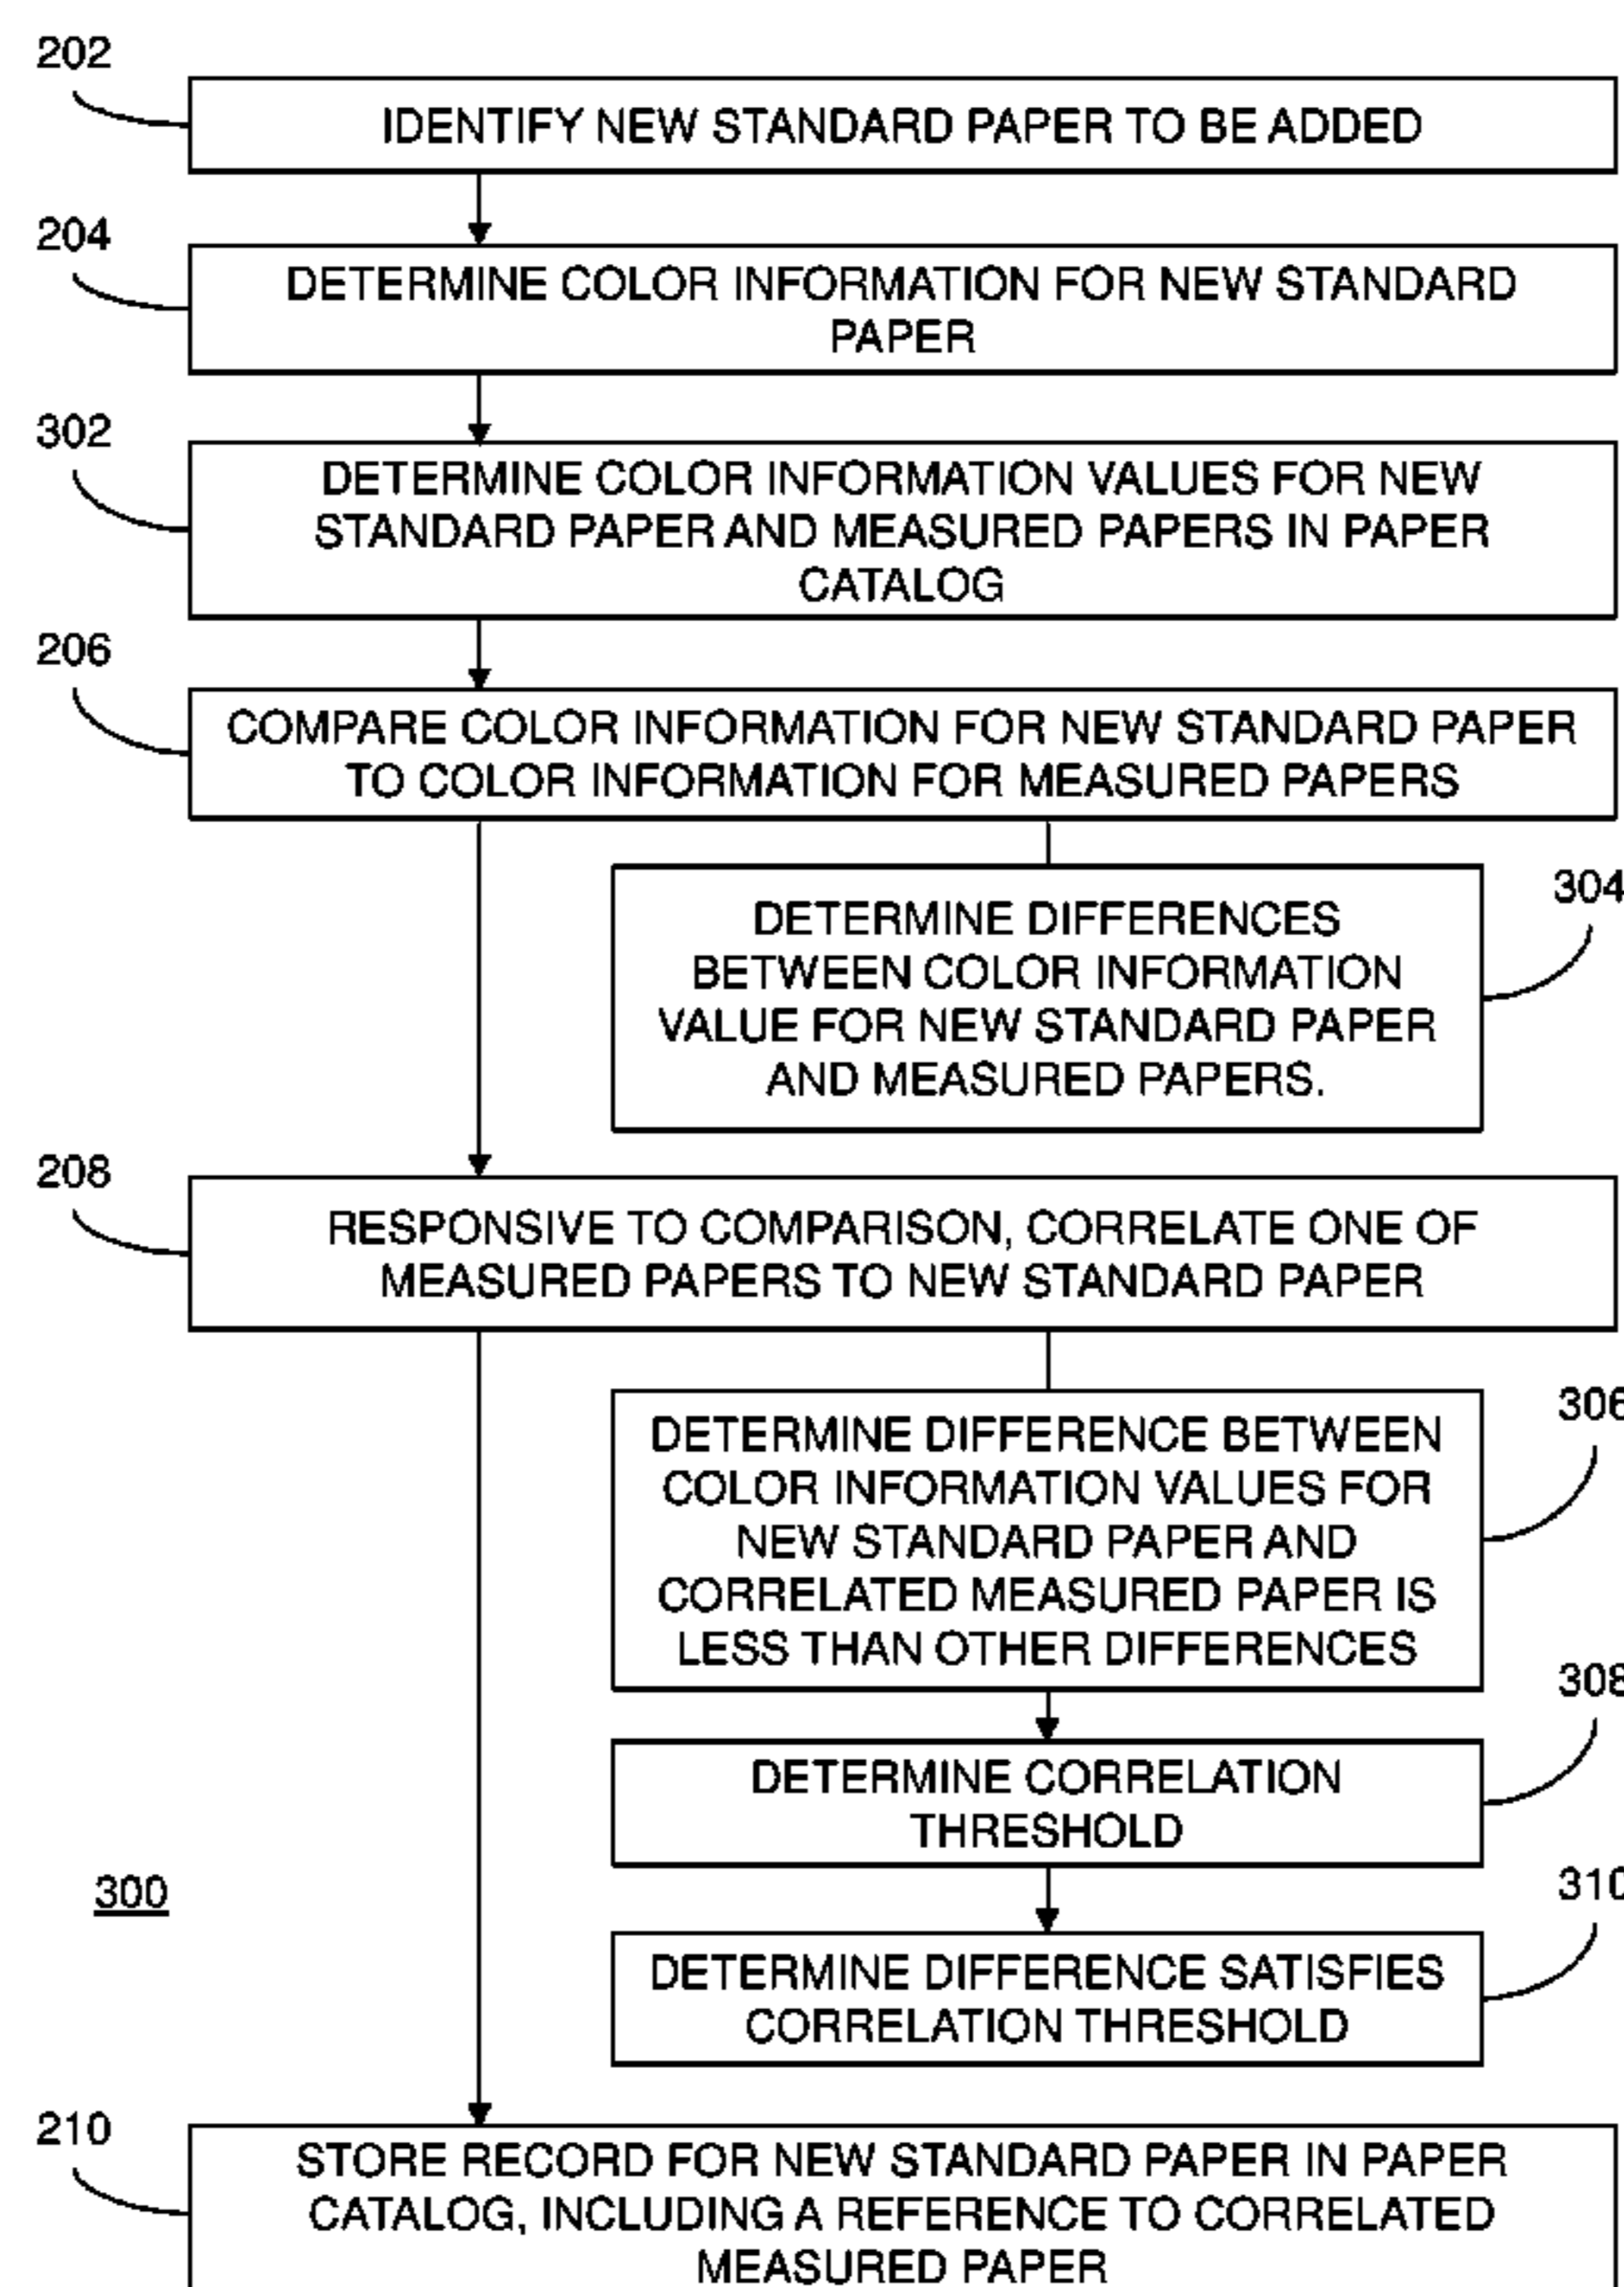 202
IDENTIFY NEW STANDARD PAPER TO BE ADDED
204
DETERMINE COLOR INFORMATION FOR NEW STANDARD
PAPER
302
DETERMINE COLOR INFORMATION VALUES FOR NEW
STANDARD PAPER AND MEASURED PAPERS IN PAPER
CATALOG
206
COMPARE COLOR INFORMATION FOR NEW STANDARD PAPER
TO COLOR INFORMATION FOR MEASURED PAPERS
304
DETERMINE DIFFERENCES
BETWEEN COLOR INFORMATION
VALUE FOR NEW STANDARD PAPER
AND MEASURED PAPERS.
208
RESPONSIVE TO COMPARISON, CORRELATE ONE OF
MEASURED PAPERS TO NEW STANDARD PAPER
306
DETERMINE DIFFERENCE BETWEEN
COLOR INFORMATION VALUES FOR
NEW STANDARD PAPER AND
CORRELATED MEASURED PAPER IS
LESS THAN OTHER DIFFERENCES
308
DETERMINE CORRELATION
THRESHOLD
300
310
DETERMINE DIFFERENCE SATISFIES
CORRELATION THRESHOLD
210
STORE RECORD FOR NEW STANDARD PAPER IN PAPER
CATALOG, INCLUDING A REFERENCE TO CORRELATED
MEASURED PAPER